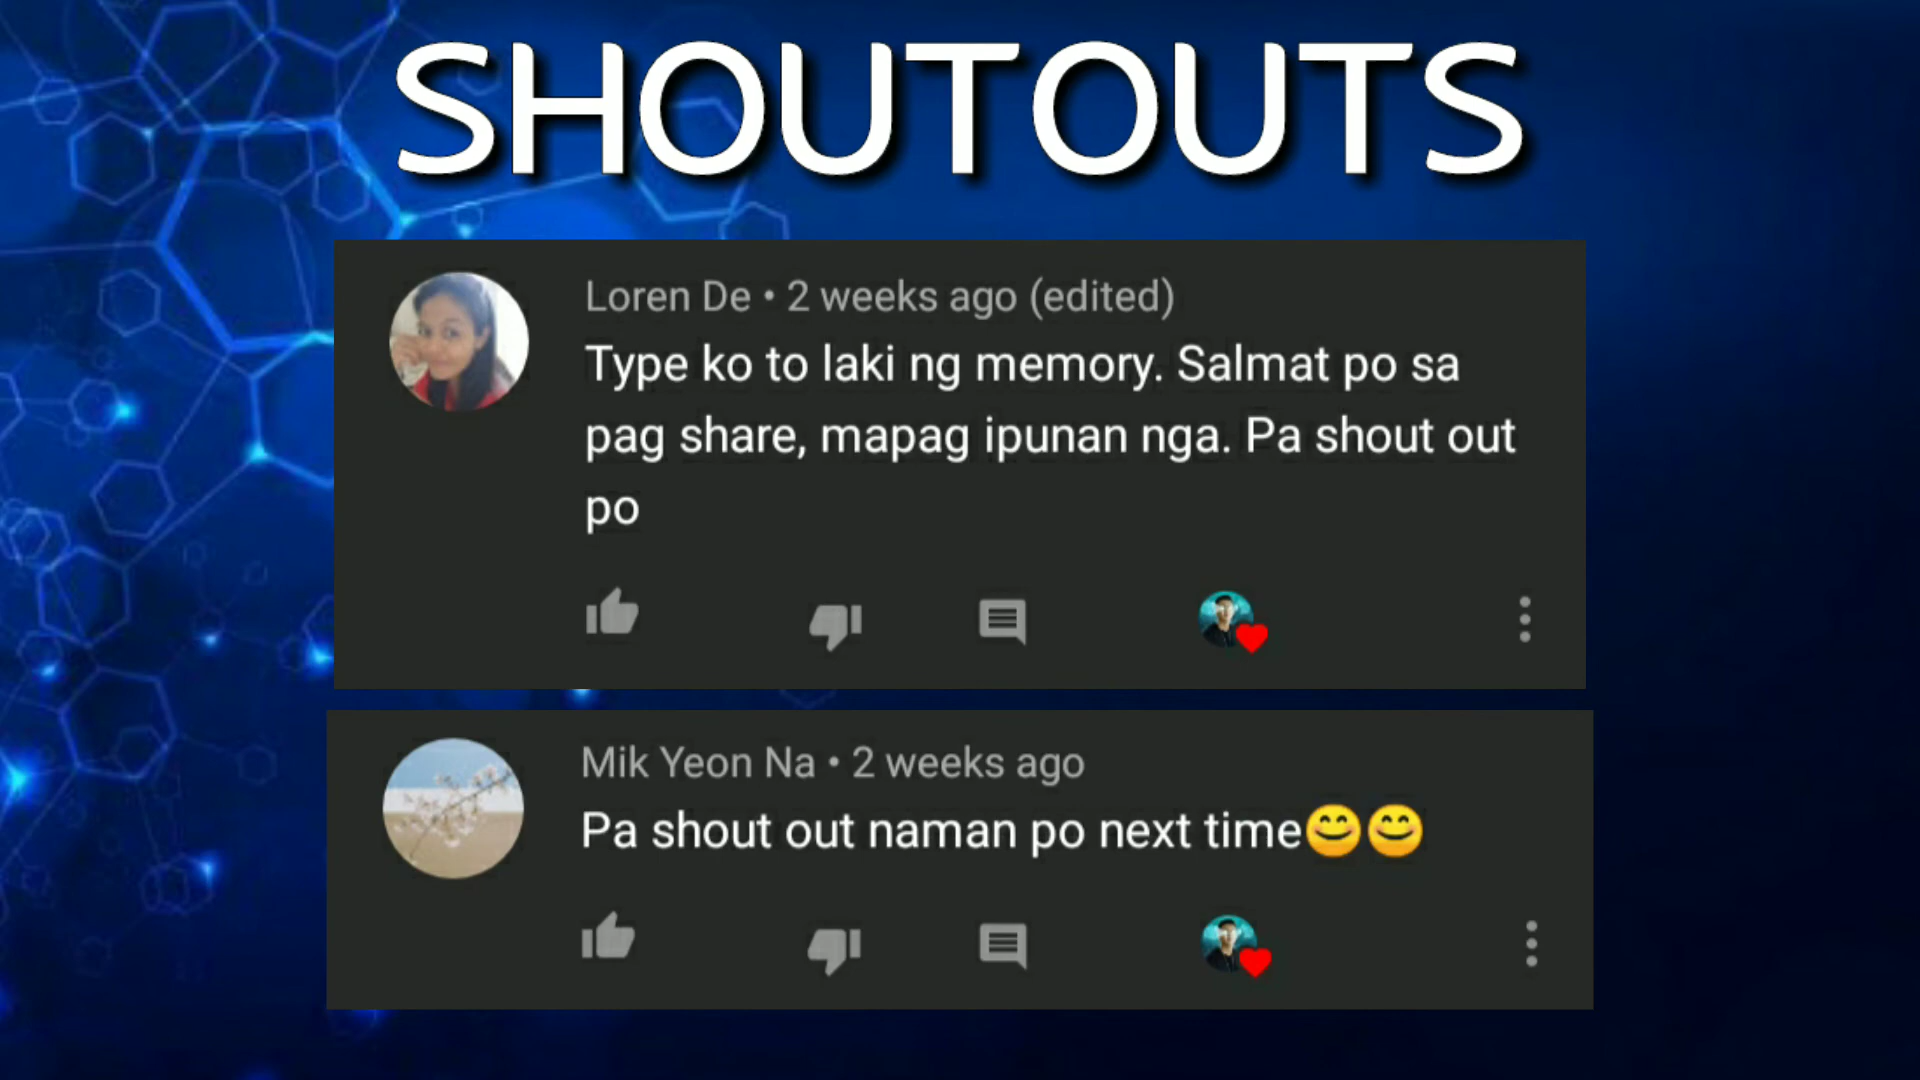 SHOUTOUTS
Loren De • 2 weeks ago (edited)
Type ko to laki ng memory. Salmat po sa
pag share, mapag ipunan nga. Pa shout out
po
Mik Yeon Na • 2 weeks ago
Pa shout out naman po next time😊😊